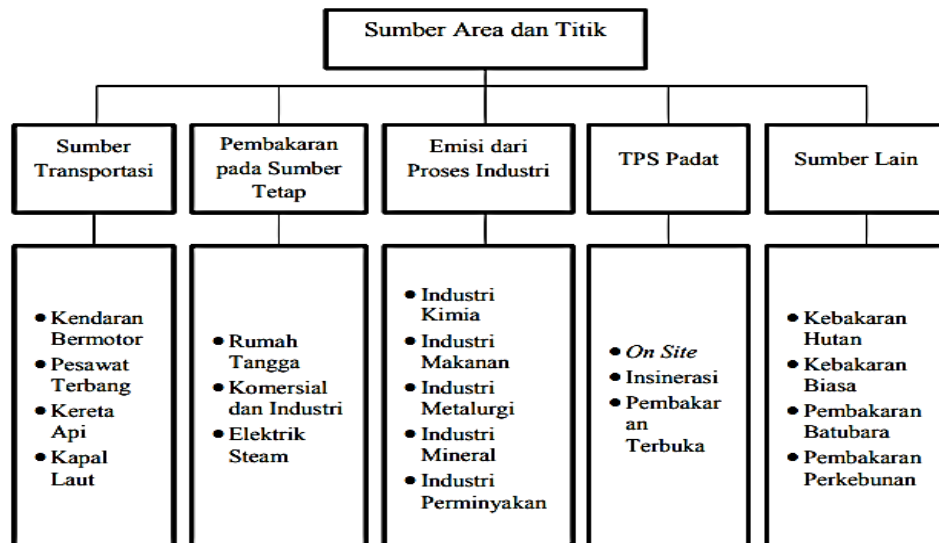 Sumber Area dan Titik
Sumber
Transportasi
Pembakaran
pada Sumber
Tetap
Emisi dari
Proses Industri
TPS Padat
Sumber Lain
• Kendaran
Bermotor
• Pesawat
Terbang
• Kereta
Api
• Kapal
Laut
• Rumah
Tangga
• Komersial
dan Industri
• Elektrik
Steam
• Industri
Kimia
• Industri
Makanan
• Industri
Metalurgi
• Industri
Mineral
• Industri
Perminyakan
• On Site
• Insinerasi
• Pembakar
an
Terbuka
• Kebakaran
Hutan
• Kebakaran
Biasa
• Pembakaran
Batubara
• Pembakaran
Perkebunan